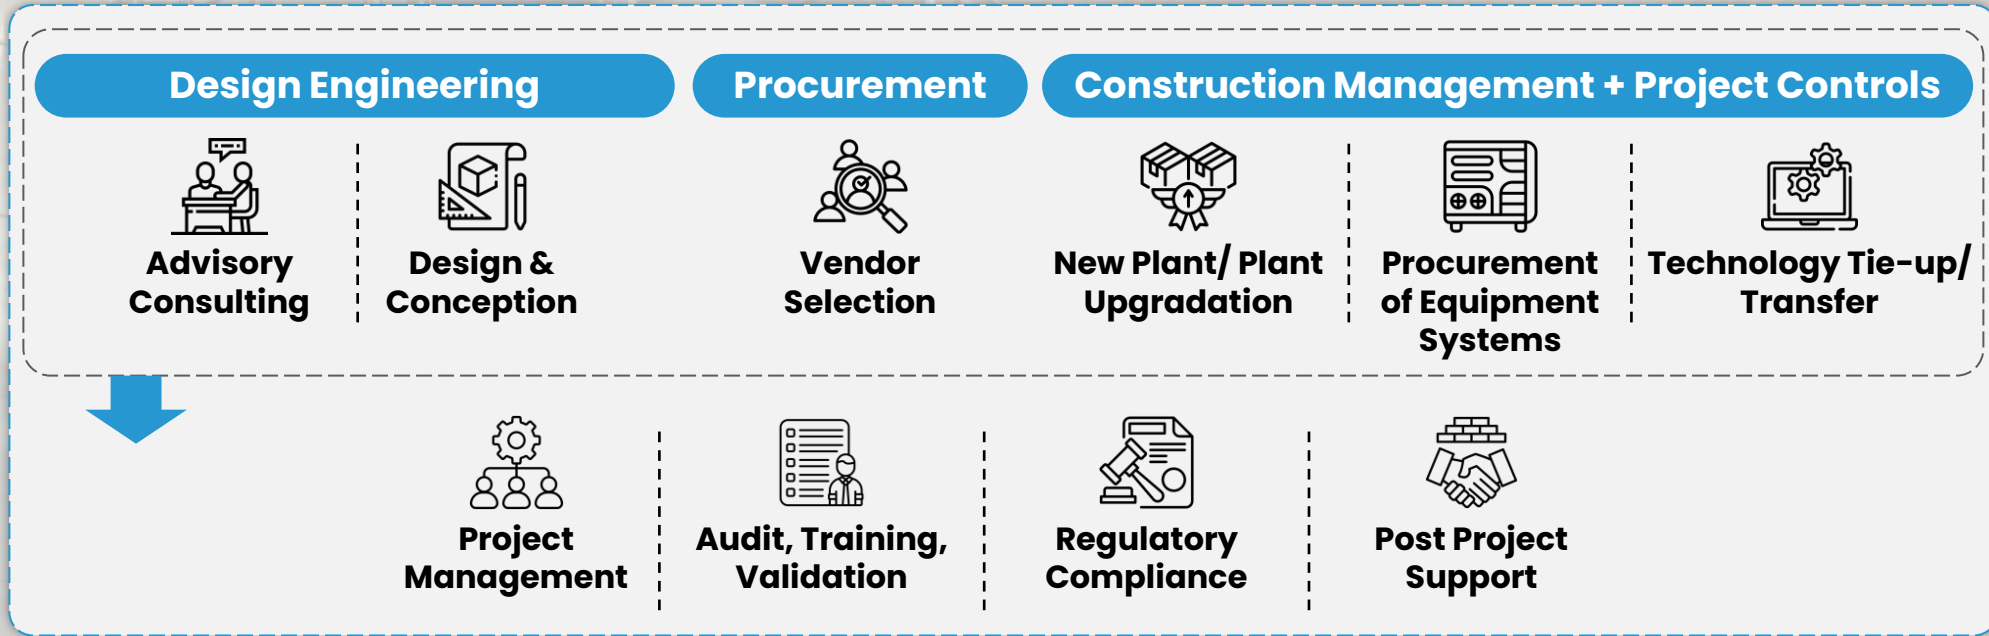 Design Engineering
Procurement
Construction Management + Project Controls
Advisory
Consulting
Design &
Conception
Vendor
Selection
New Plant/ Plant
Upgradation
Procurement
of Equipment
Systems
Technology Tie-up/
Transfer
Project
Management
Audit, Training,
Validation
Regulatory
Compliance
Post Project
Support